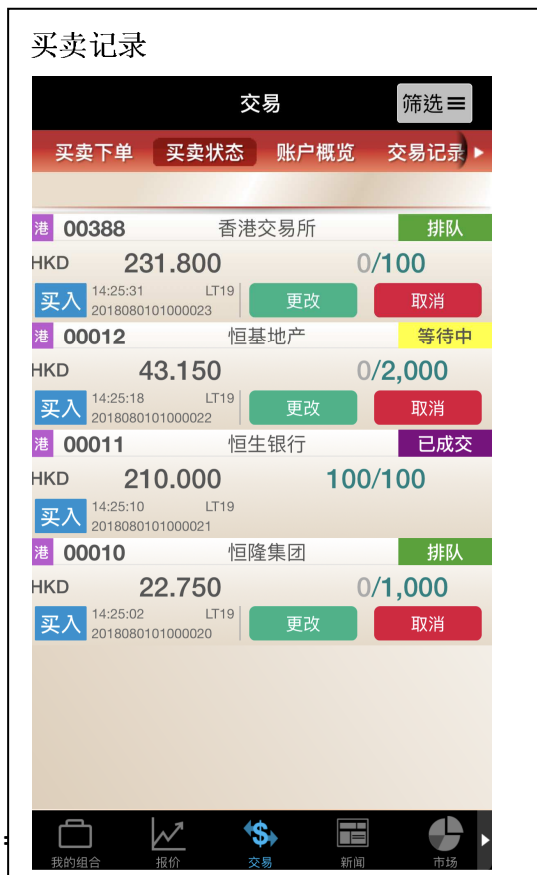 买卖记录
交易 筛选
买卖下单 买卖状态 账户概览 交易记录
港 00388 香港交易所 排队
HKD 231.800 0/100
买入 14:25:31 LT19 更改 取消
2018080101000023
港 00012 恒基地产 等待中
HKD 43.150 0/2,000
买入 14:25:18 LT19 更改 取消
2018080101000022
港 00011 恒生银行 已成交
HKD 210.000 100/100
买入 14:25:10 LT19
2018080101000021
港 00010 恒隆集团 排队
HKD 22.750 0/1,000
买入 14:25:02 LT19 更改 取消
2018080101000020
我的组合 报价 交易 新闻 市场